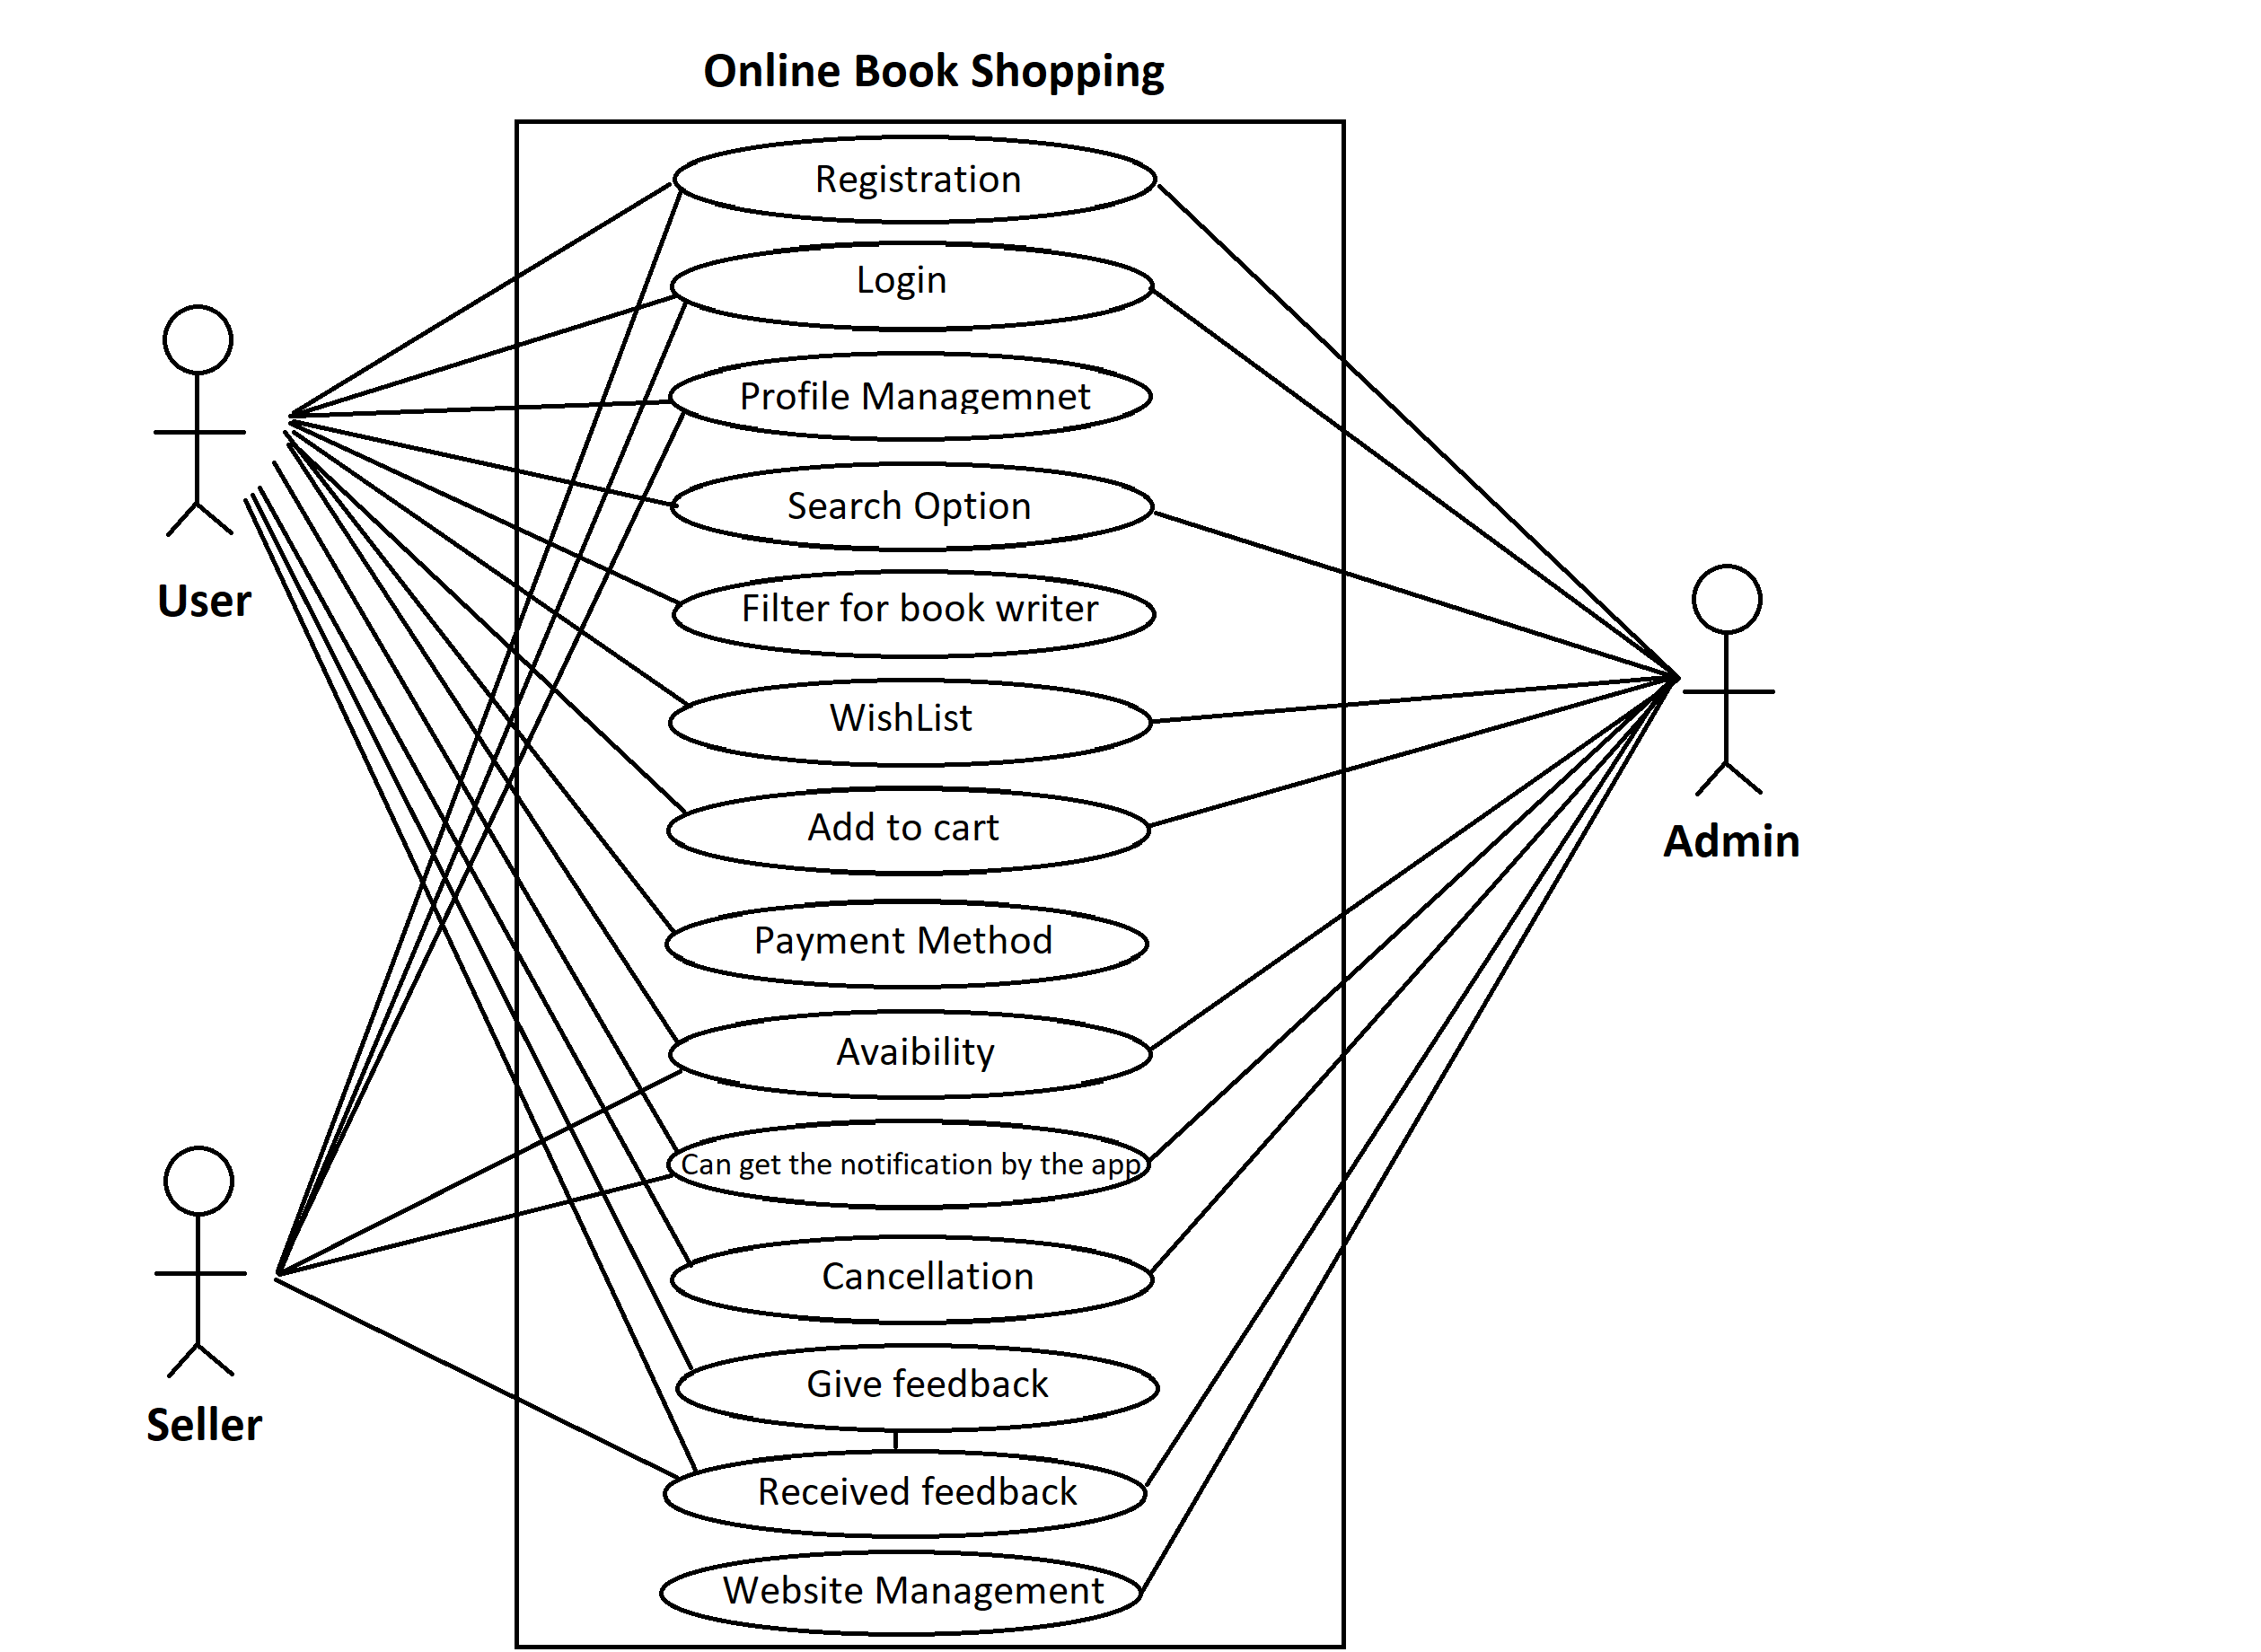 Online Book Shopping
Registration
Login
Profile Managemnet
Search Option
User
Filter for book writer
WishList
Add to cart
Admin
Payment Method
Avaibility
Can get the notification by the app
Cancellation
Give feedback
Seller
Received feedback
Website Management